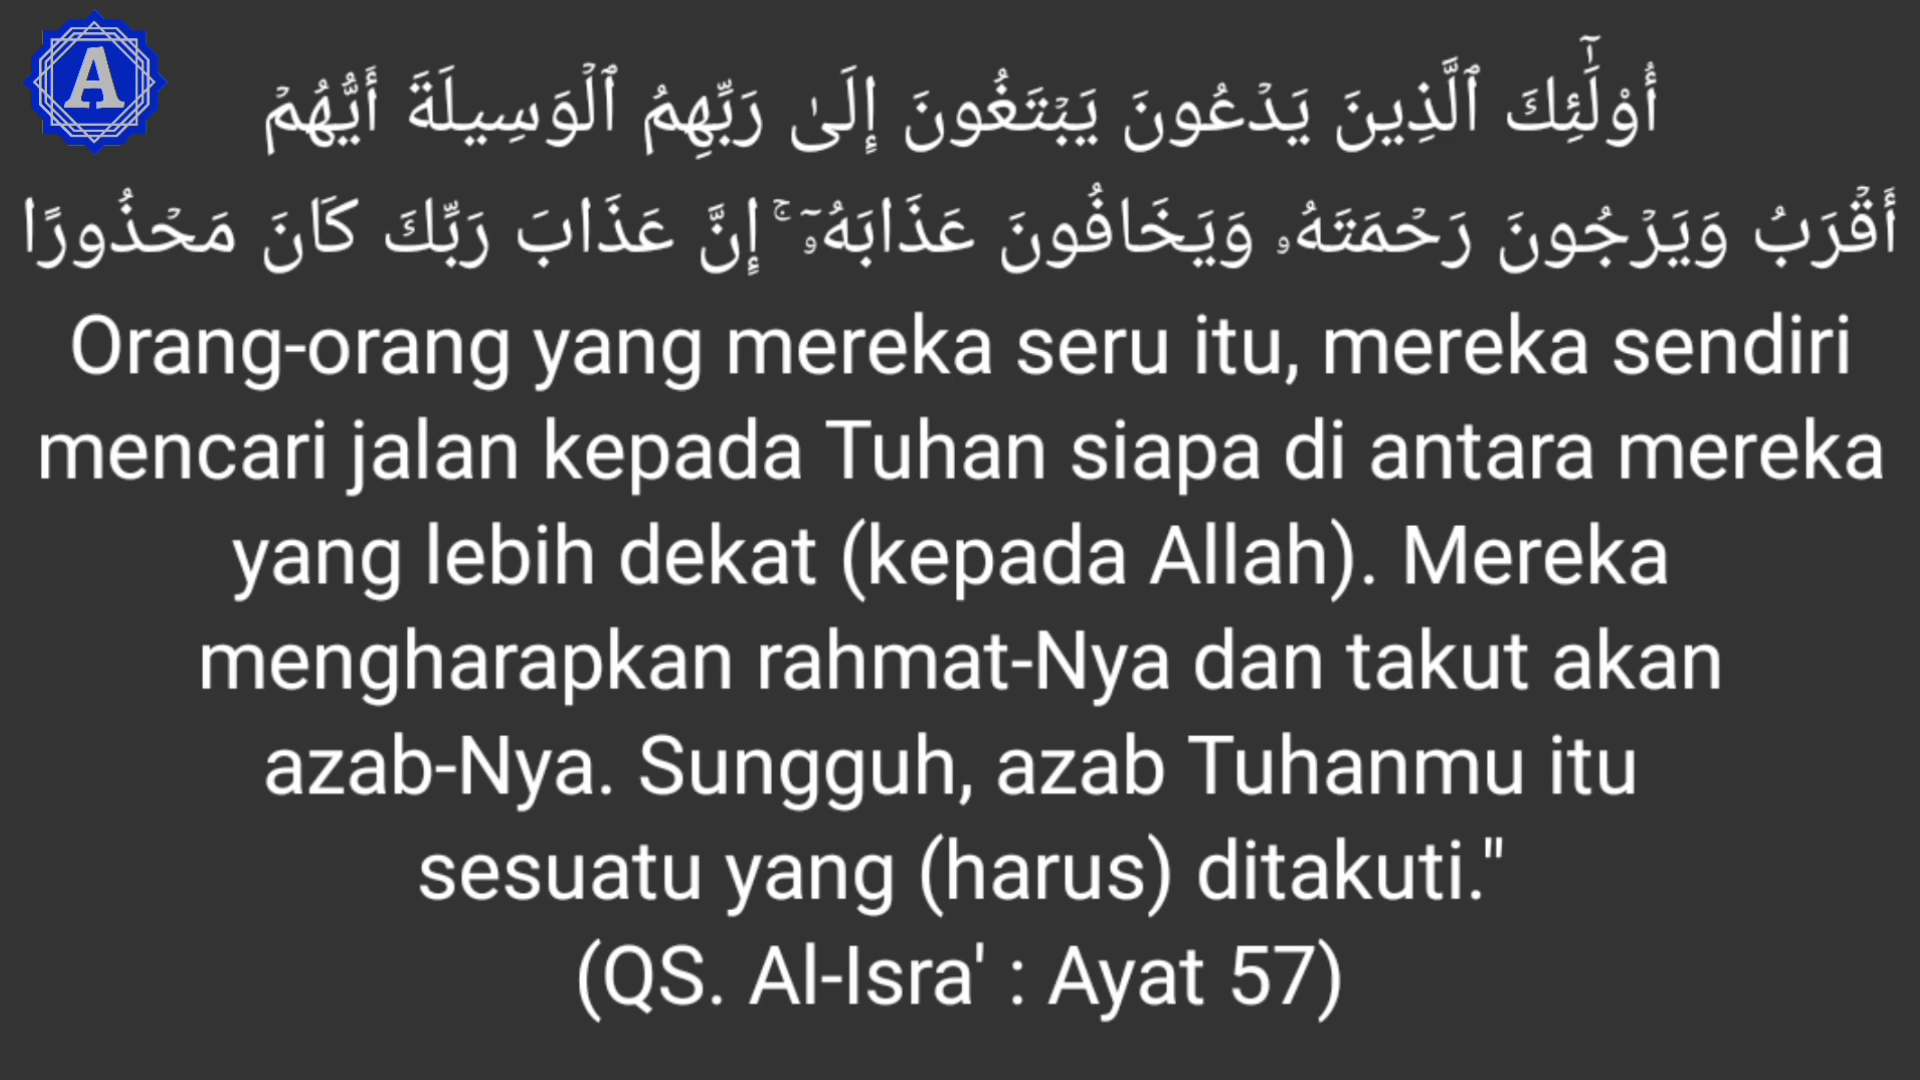 A
أُو۟لَـٰٓئِكَ ٱلَّذِينَ يَدۡعُونَ يَبۡتَغُونَ إِلَىٰ رَبِّهِمُ ٱلۡوَسِيلَةَ أَيُّهُمۡ
أَقۡرَبُ وَيَرۡجُونَ رَحۡمَتَهُۥ وَيَخَافُونَ عَذَابَهُۥٓۚ إِنَّ عَذَابَ رَبِّكَ كَانَ مَحۡذُورًا
Orang-orang yang mereka seru itu, mereka sendiri
mencari jalan kepada Tuhan siapa di antara mereka
yang lebih dekat (kepada Allah). Mereka
mengharapkan rahmat-Nya dan takut akan
azab-Nya. Sungguh, azab Tuhanmu itu
sesuatu yang (harus) ditakuti."
(QS. Al-Isra' : Ayat 57)